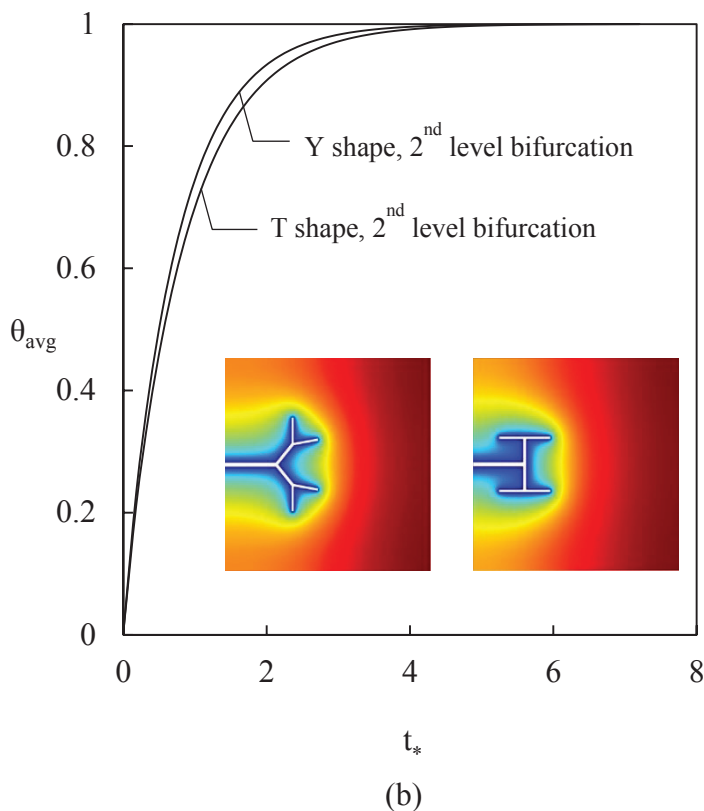 1
0.8
0.6
0.4
0.2
0
θavg
Y shape, 2nd level bifurcation
T shape, 2nd level bifurcation
0 2 4 6 8
t*
(b)